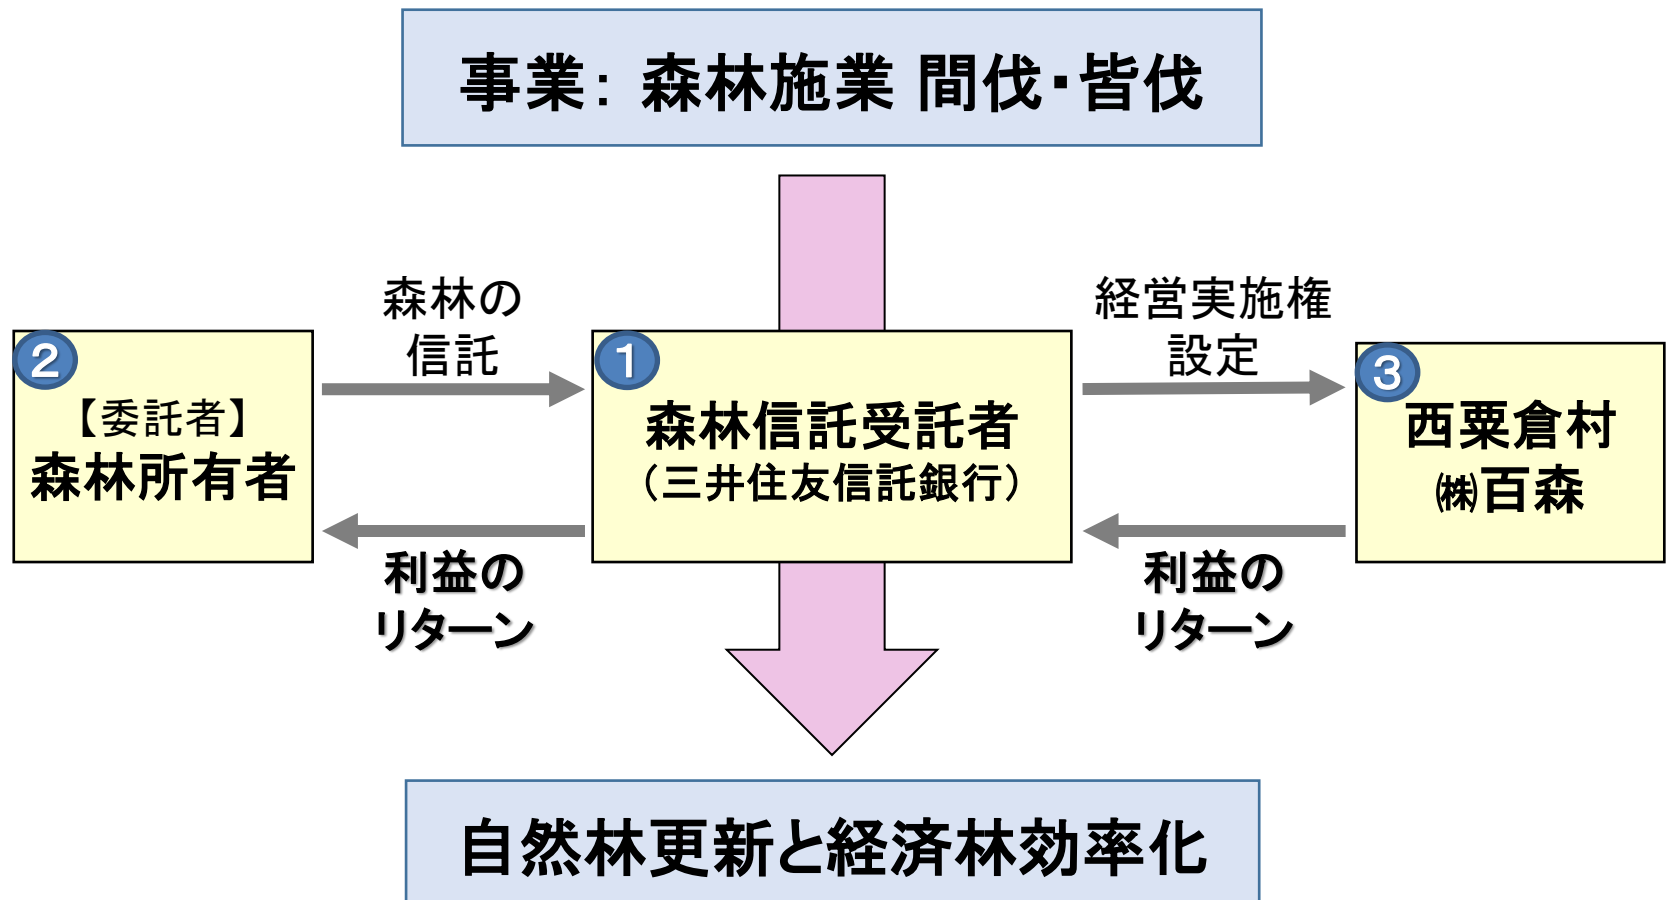 事業：森林施業 間伐・皆伐
森林の
信託
経営実施権
設定
②
【委託者】
森林所有者
①
森林信託受託者
（三井住友信託銀行）
③
西粟倉村
㈱百森
利益の
リターン
利益の
リターン
自然林更新と経済林効率化